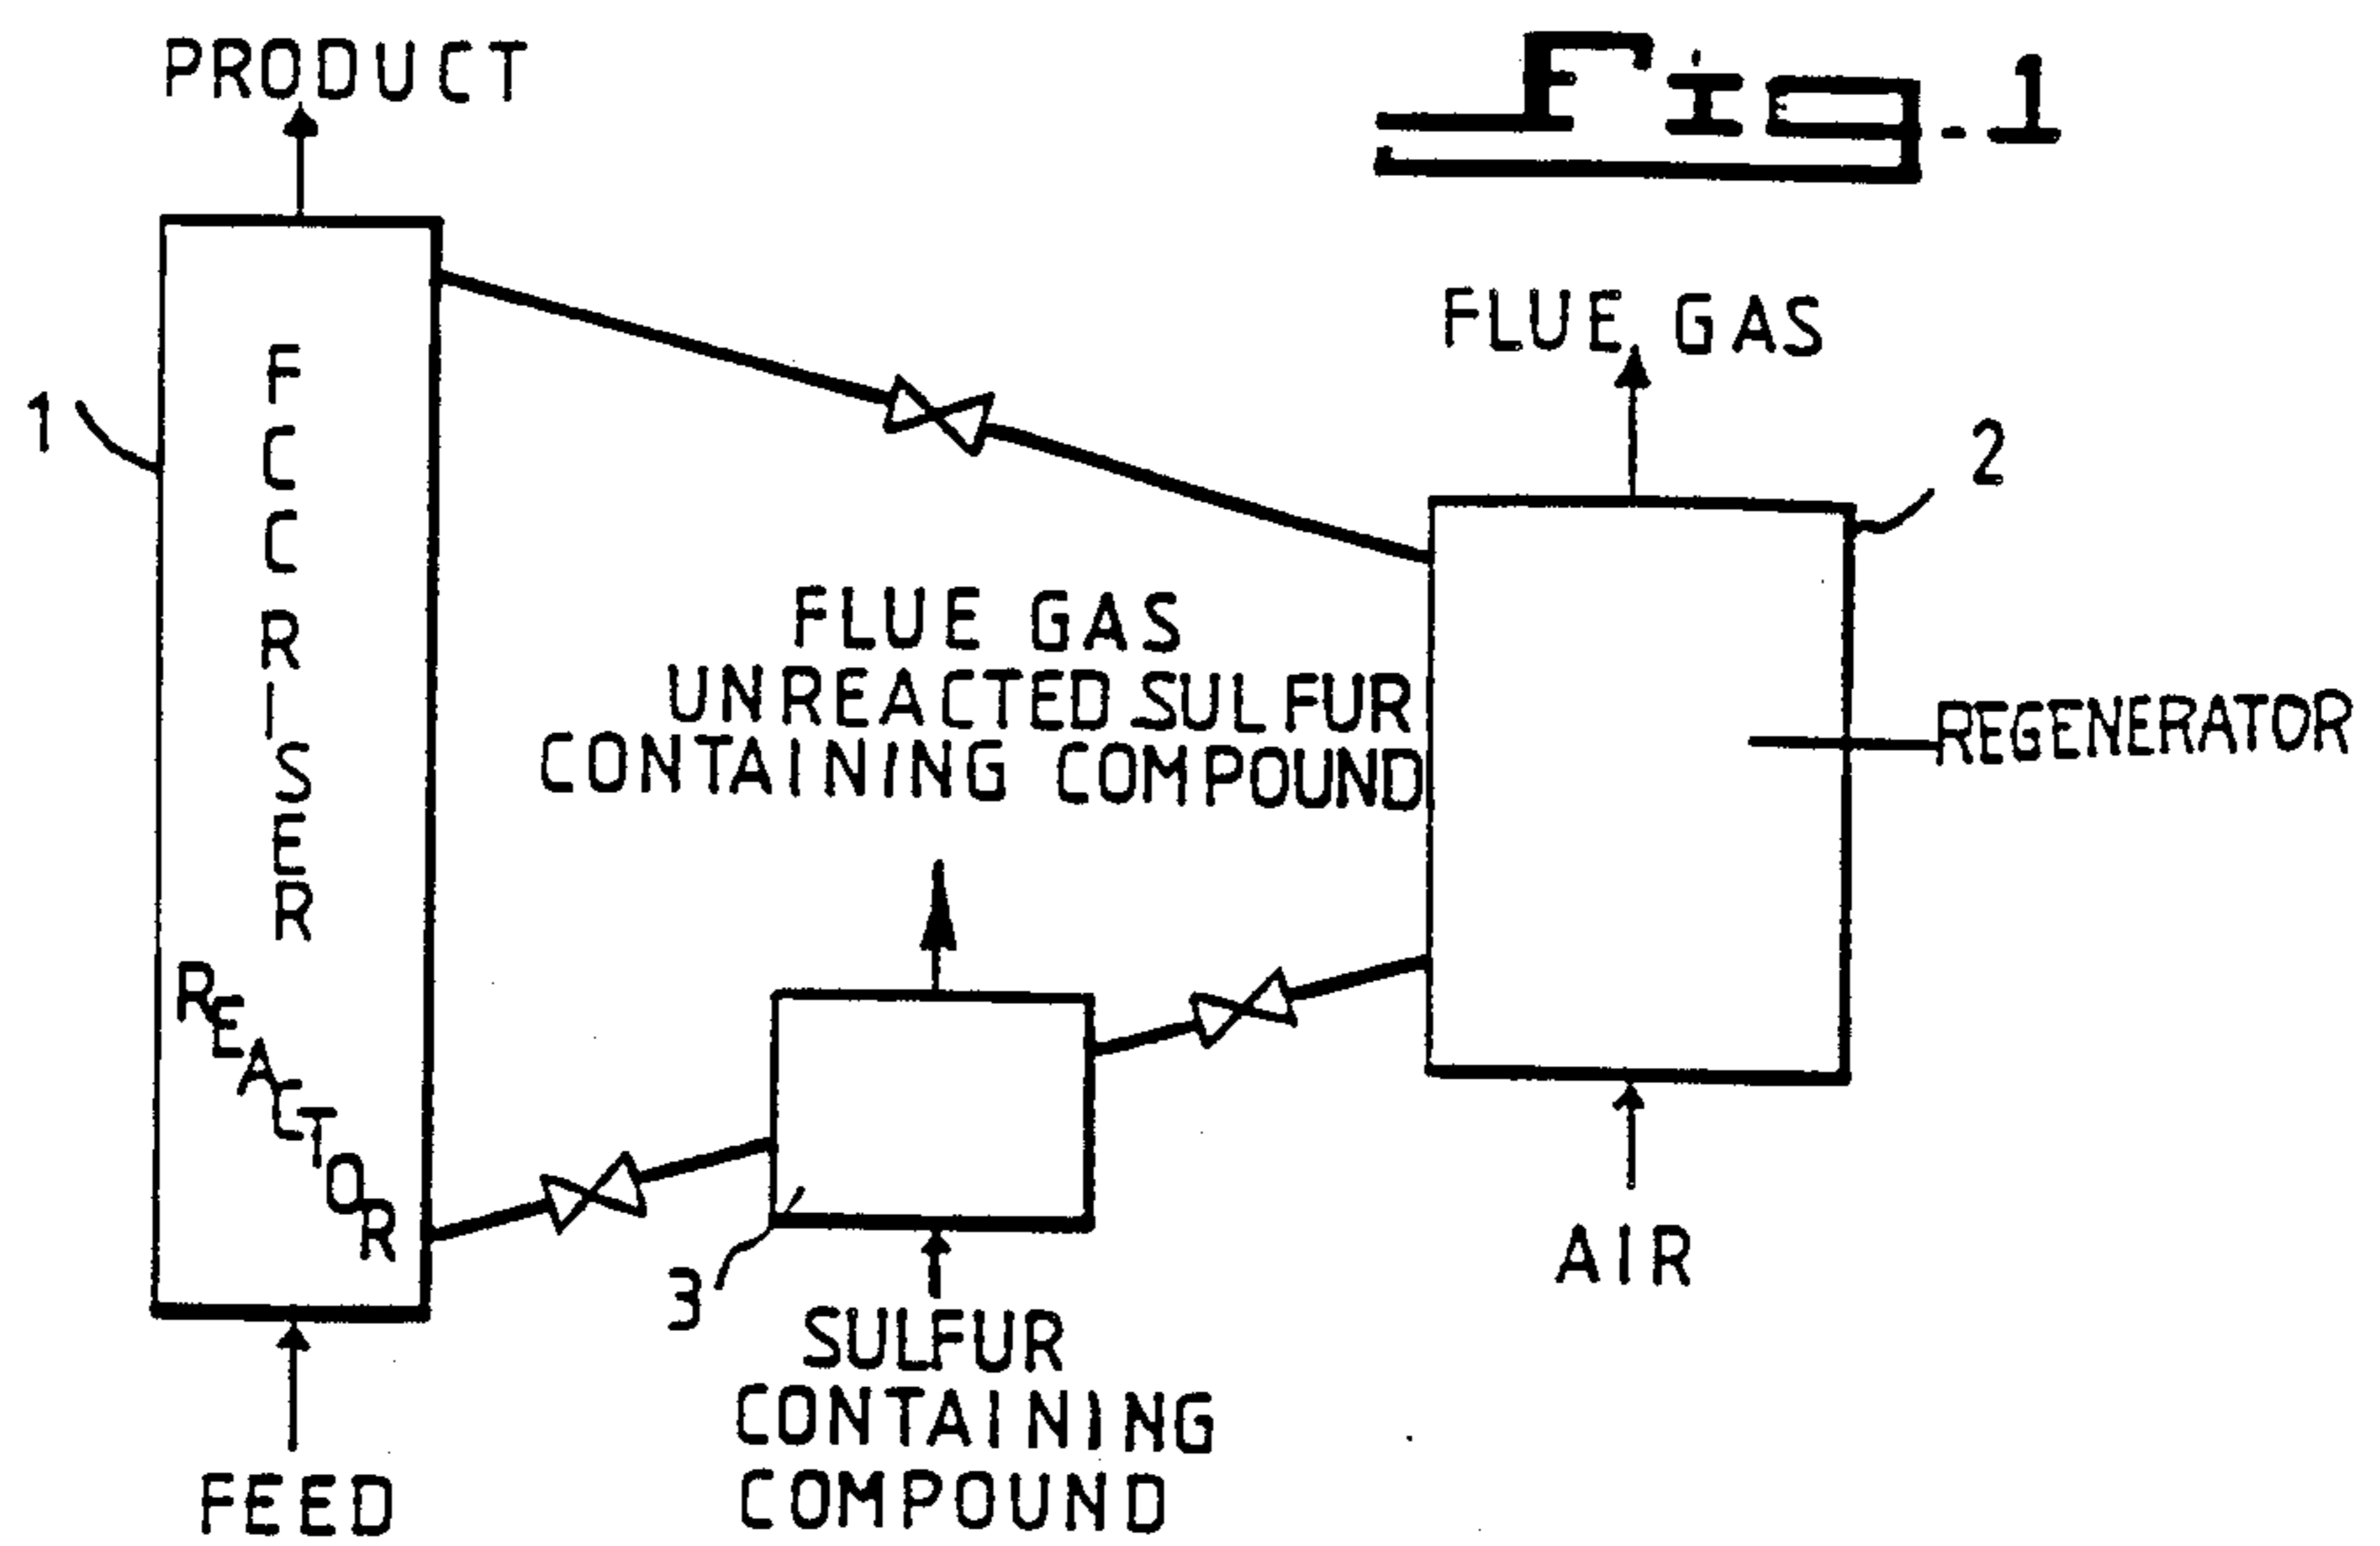 PRODUCT
Fig.1
FLUE GAS
1
FCC RISER
REACTOR
2
FLUE GAS
UNREACTED SULFUR
CONTAINING COMPOUND
REGENERATOR
3
AIR
SULFUR
CONTAINING
COMPOUND
FEED